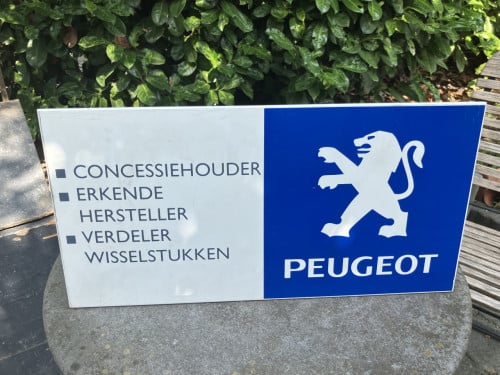 ■ CONCESSIEHOUDER
■ ERKENDE
HERSTELLER
■ VERDELER
WISSELSTUKKEN
PEUGEOT